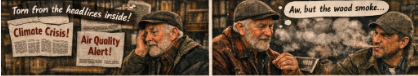 Torn from the headlines inside!
Climate Crisis!
Air Quality
Alert!
Aw, but the wood smoke...